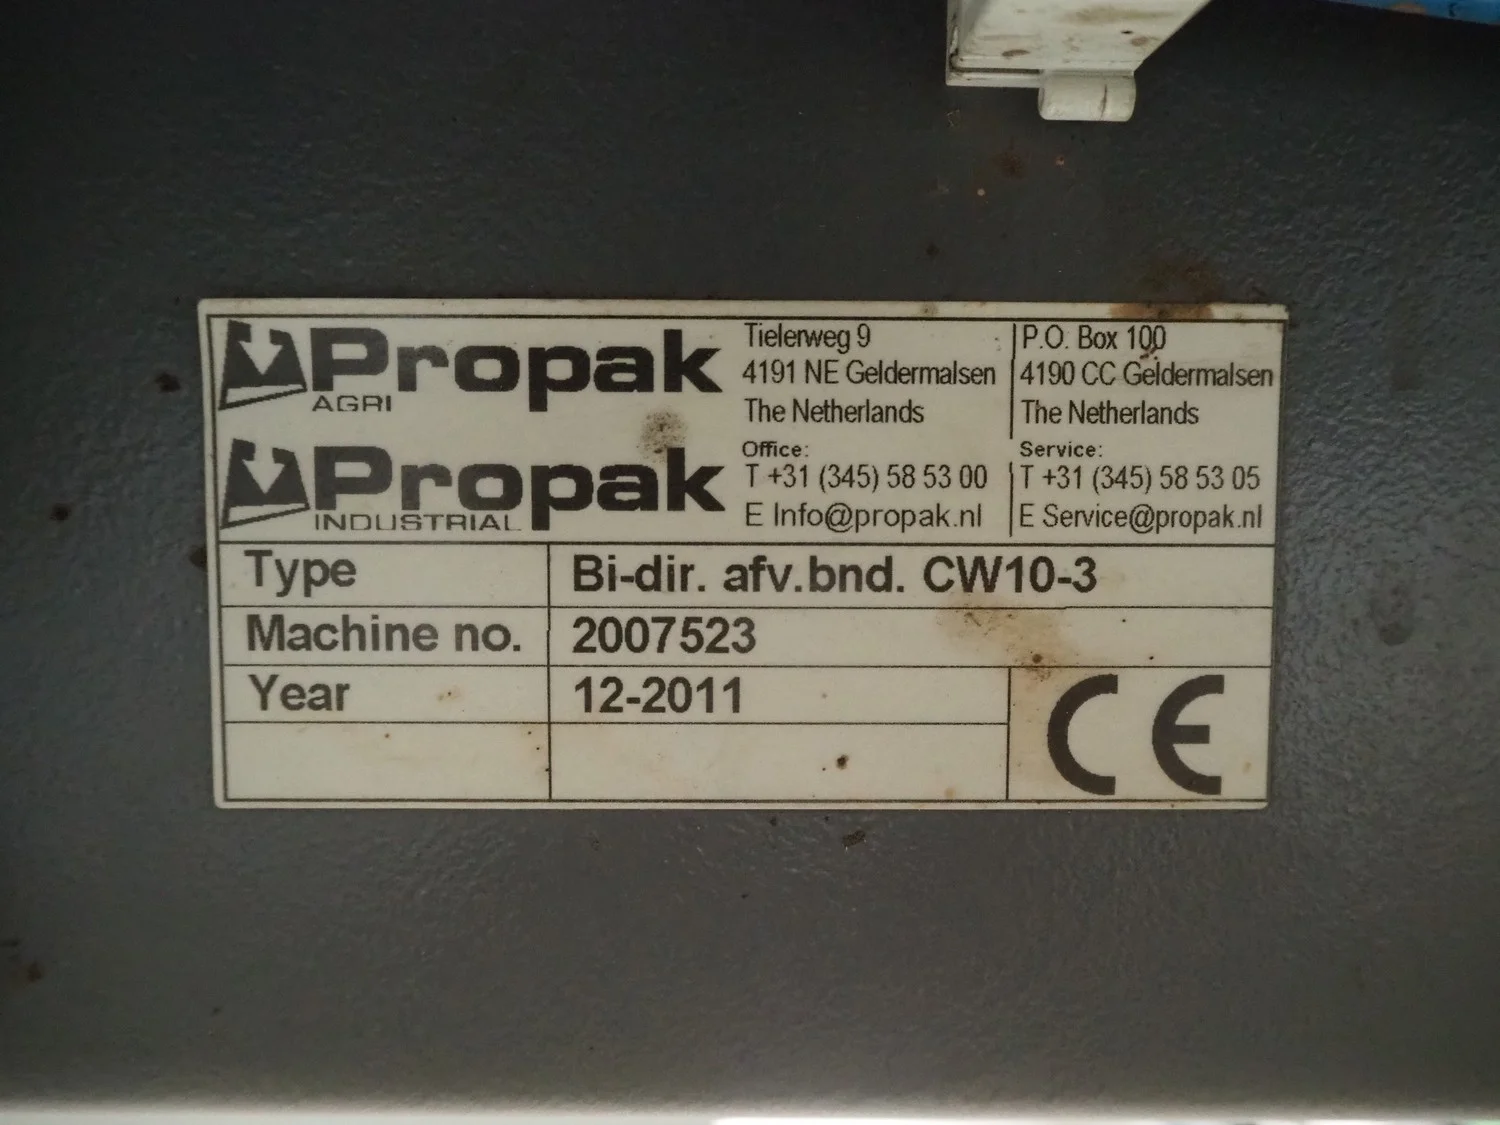 Propak
AGRI
Propak
INDUSTRIAL
Tielerweg 9
4191 NE Geldermalsen
The Netherlands
P.O. Box 100
4190 CC Geldermalsen
The Netherlands
Office:
T +31 (345) 58 53 00
E Info@propak.nl
Service:
T +31 (345) 58 53 05
E Service@propak.nl
Type Bi-dir. afv.bnd. CW10-3
Machine no. 2007523
Year 12-2011
CE